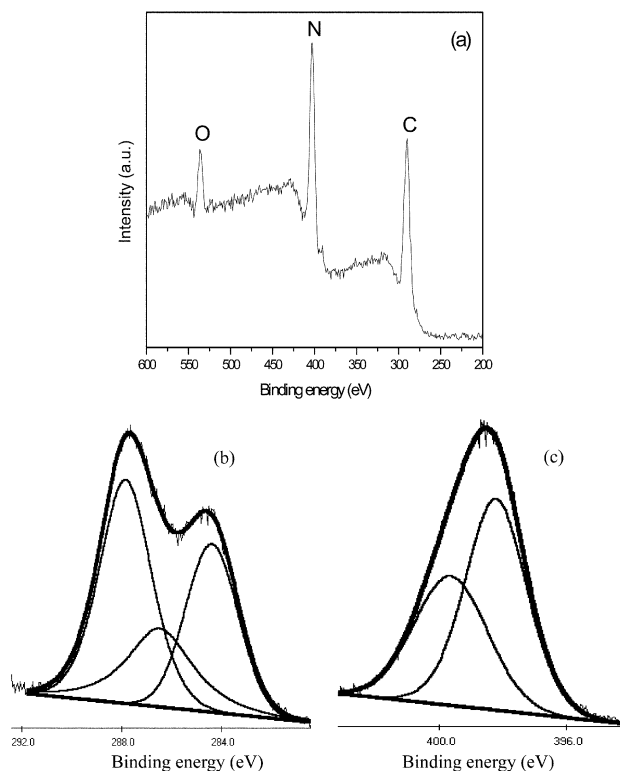 (a)
N
O
C
Intensity (a.u.)
600 550 500 450 400 350 300 250 200
Binding energy (eV)
(b)
292.0 288.0 284.0
Binding energy (eV)
(c)
400.0 396.0
Binding energy (eV)